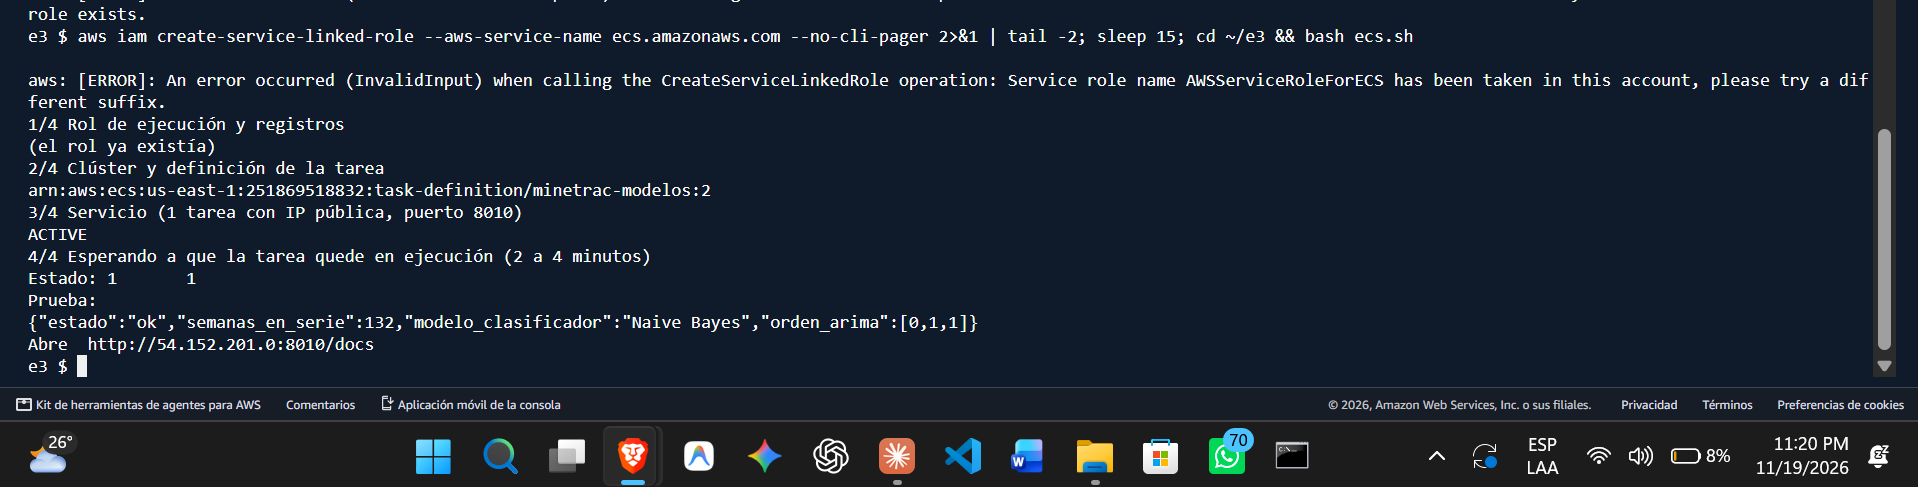 role exists.
e3 $ aws iam create-service-linked-role --aws-service-name ecs.amazonaws.com --no-cli-pager 2>&1 | tail -2; sleep 15; cd ~/e3 && bash ecs.sh
aws: [ERROR]: An error occurred (InvalidInput) when calling the CreateServiceLinkedRole operation: Service role name AWSServiceRoleForECS has been taken in this account, please try a dif
ferent suffix.
1/4 Rol de ejecución y registros
(el rol ya existía)
2/4 Clúster y definición de la tarea
arn:aws:ecs:us-east-1:251869518832:task-definition/minetrac-modelos:2
3/4 Servicio (1 tarea con IP pública, puerto 8010)
ACTIVE
4/4 Esperando a que la tarea quede en ejecución (2 a 4 minutos)
Estado: 1       1
Prueba:
{"estado":"ok","semanas_en_serie":132,"modelo_clasificador":"Naive Bayes","orden_arima":[0,1,1]}
Abre  http://54.152.201.0:8010/docs
e3 $
Kit de herramientas de agentes para AWS Comentarios Aplicación móvil de la consola © 2026, Amazon Web Services, Inc. o sus filiales. Privacidad Términos Preferencias de cookies
26° 70 ESP 11:20 PM
LAA 8% 11/19/2026